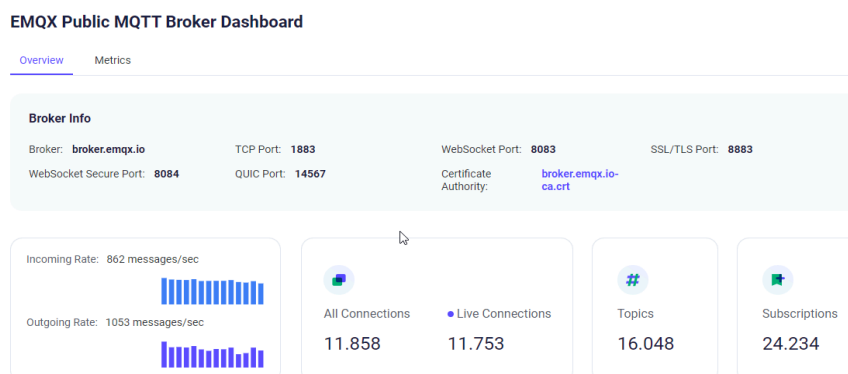 EMQX Public MQTT Broker Dashboard
Overview Metrics
Broker Info
Broker: broker.emqx.io TCP Port: 1883 WebSocket Port: 8083 SSL/TLS Port: 8883
WebSocket Secure Port: 8084 QUIC Port: 14567 Certificate Authority: broker.emqx.io-ca.crt
Incoming Rate: 862 messages/sec
Outgoing Rate: 1053 messages/sec
All Connections Live Connections Topics Subscriptions
11.858 11.753 16.048 24.234